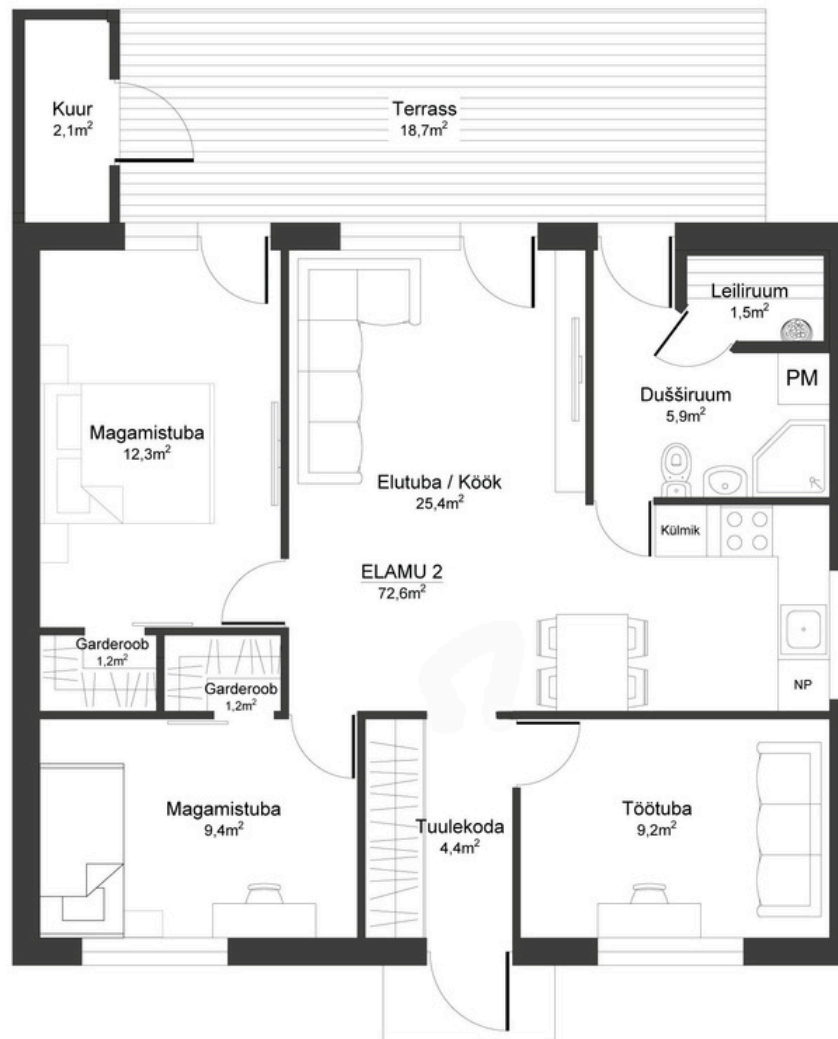 Kuur
2,1m²
Terrass
18,7m²
Leiliruum
1,5m²
PM
Dušširuum
5,9m²
Magamistuba
12,3m²
Elutuba / Köök
25,4m²
Külmik
ELAMU 2
72,6m²
Garderoob
1,2m²
Garderoob
1,2m²
NP
Magamistuba
9,4m²
Tuulekoda
4,4m²
Töötuba
9,2m²